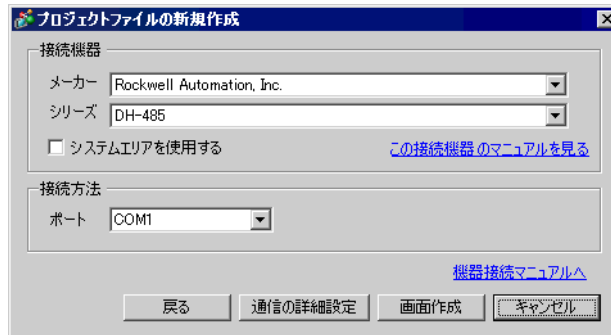 プロジェクトファイルの新規作成
接続機器
メーカー Rockwell Automation, Inc.
シリーズ DH-485
システムエリアを使用する この接続機器のマニュアルを見る
接続方法
ポート COM1
機器接続マニュアルへ
戻る 通信の詳細設定 画面作成 キャンセル